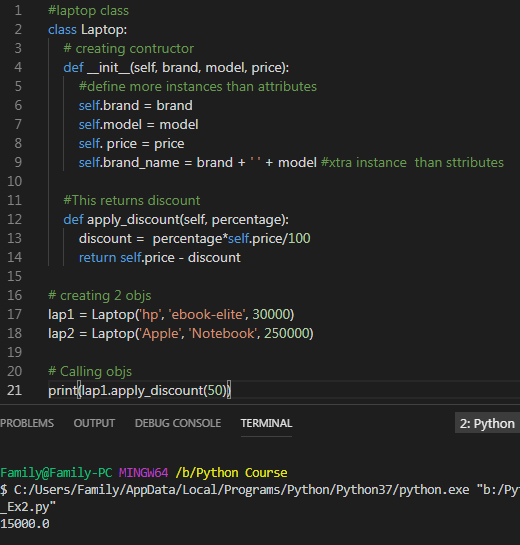 1 #laptop class
2 class Laptop:
3 # creating contructor
4 def __init__(self, brand, model, price):
5 #define more instances than attributes
6 self.brand = brand
7 self.model = model
8 self. price = price
9 self.brand_name = brand + ' ' + model #xtra instance  than sttributes
10
11 #This returns discount
12 def apply_discount(self, percentage):
13 discount =  percentage*self.price/100
14 return self.price - discount
15
16 # creating 2 objs
17 lap1 = Laptop('hp', 'ebook-elite', 30000)
18 lap2 = Laptop('Apple', 'Notebook', 250000)
19
20 # Calling objs
21 print(lap1.apply_discount(50))
PROBLEMS OUTPUT DEBUG CONSOLE TERMINAL 2: Python
Family@Family-PC MINGW64 /b/Python Course
$ C:/Users/Family/AppData/Local/Programs/Python/Python37/python.exe "b:/Pyt
_Ex2.py"
15000.0